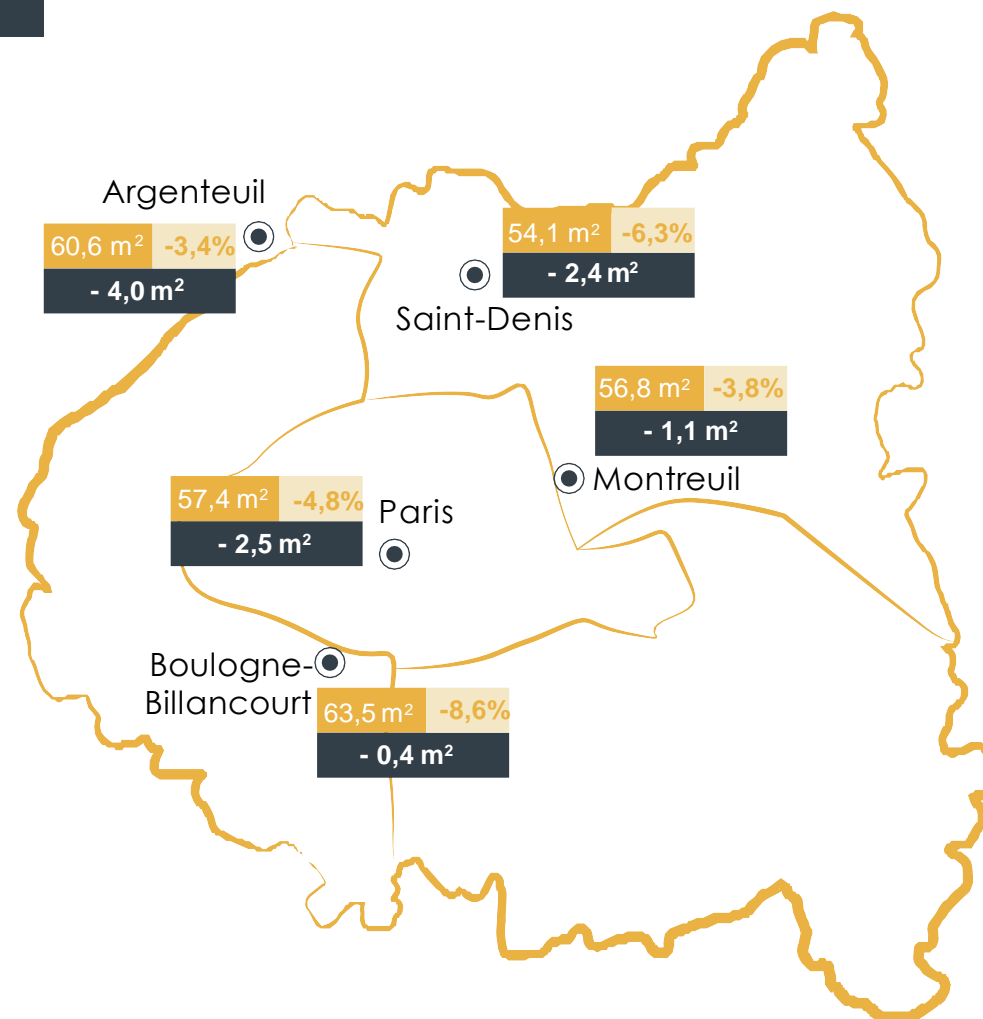 Argenteuil
60,6 m² -3,4%
- 4,0 m²
54,1 m² -6,3%
- 2,4 m²
Saint-Denis
56,8 m² -3,8%
- 1,1 m²
Montreuil
57,4 m² -4,8%
- 2,5 m²
Paris
Boulogne-
Billancourt
63,5 m² -8,6%
- 0,4 m²